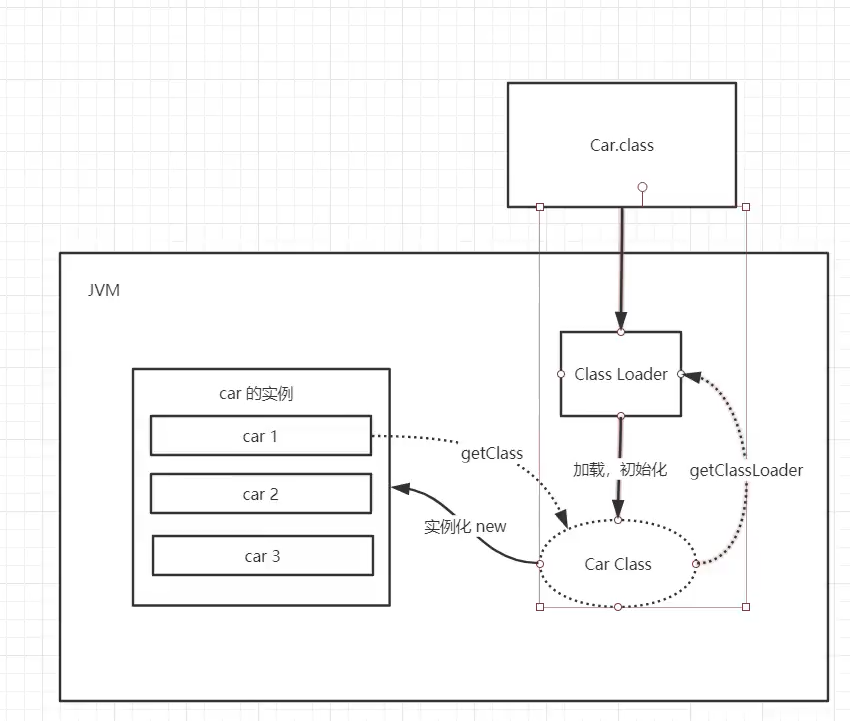 Car.class
JVM
Class Loader
car 的实例
car 1
getClass
加载，初始化
getClassLoader
car 2
实例化 new
car 3
Car Class